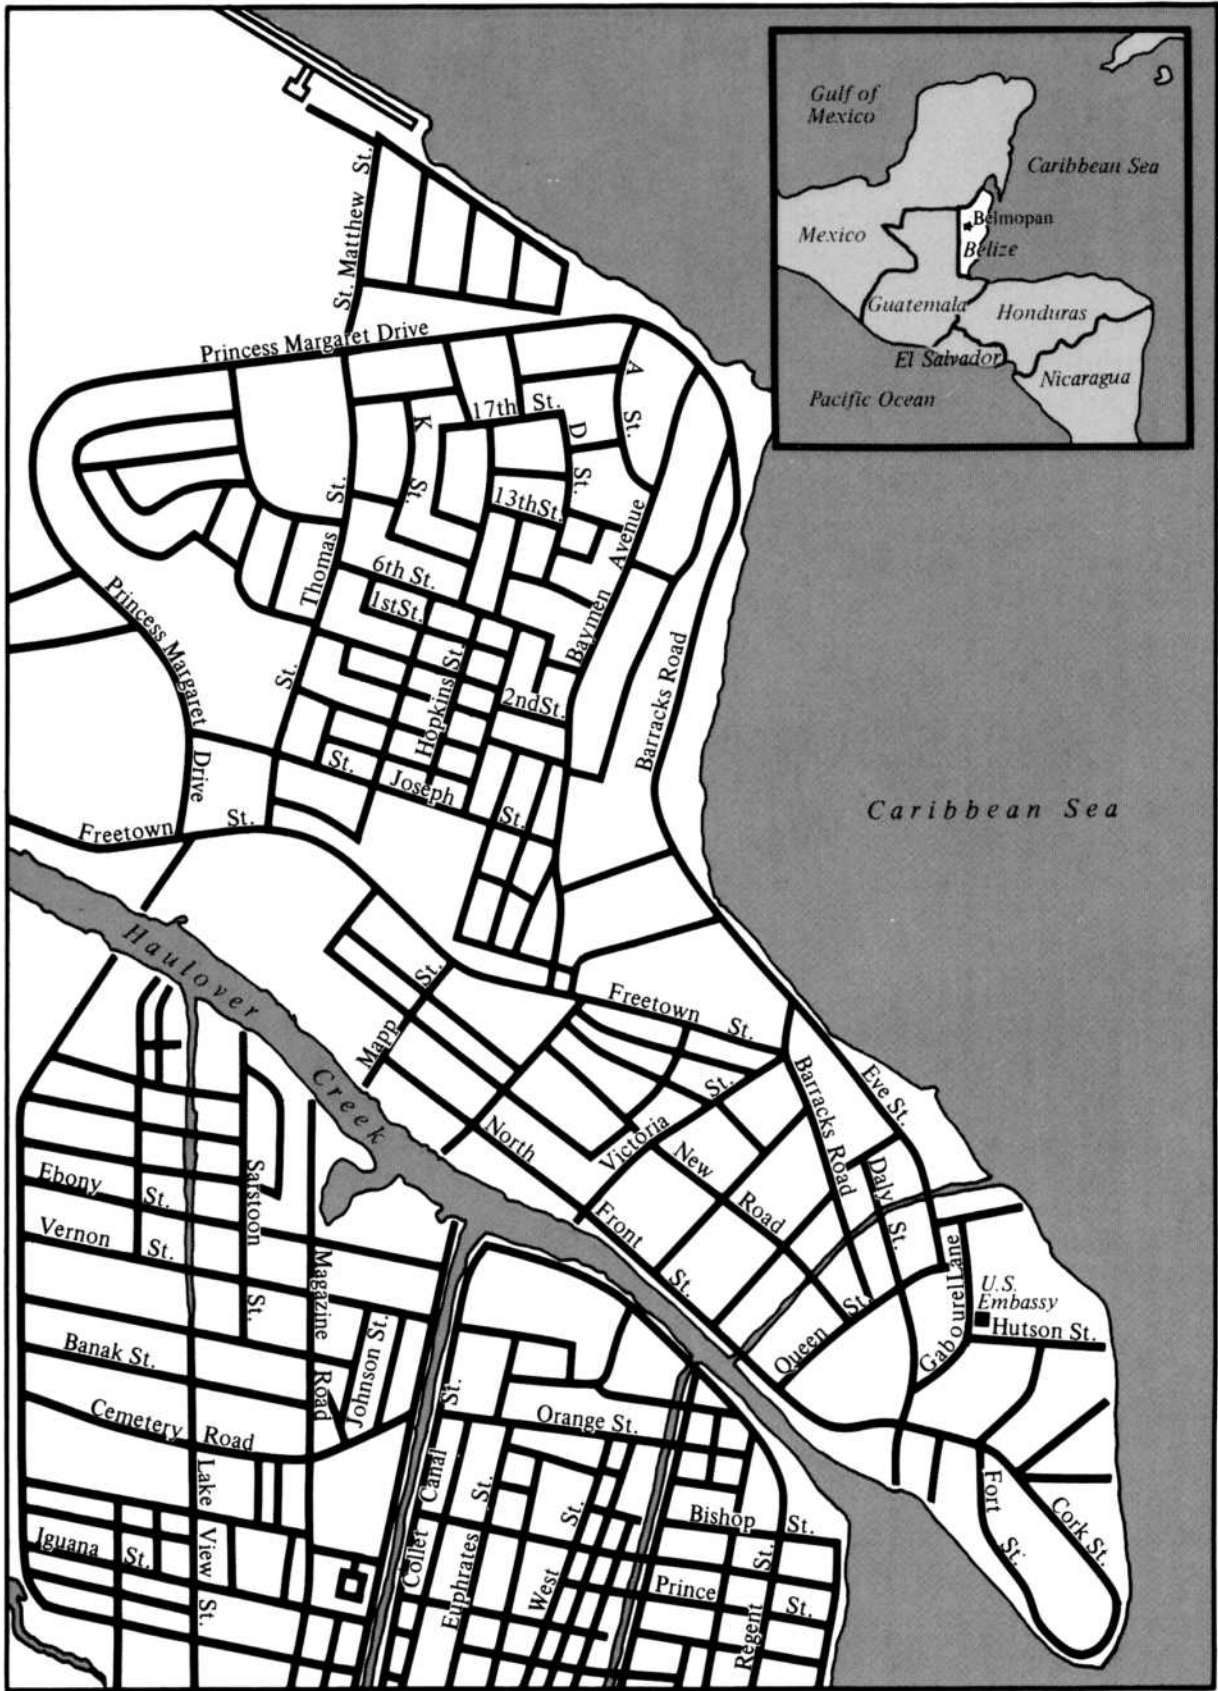 Gulf of
Mexico
Caribbean Sea
Mexico
Belmopan
Belize
Guatemala
Honduras
El Salvador
Nicaragua
Pacific Ocean
St. Matthew St.
Princess Margaret Drive
A St.
K St.
17th St.
D St.
13th St.
Thomas St.
6th St.
1st St.
Baymen Avenue
Princess Margaret Drive
Hopkins St.
2nd St.
Barracks Road
St. Joseph St.
Freetown St.
Caribbean Sea
Haulover Creek
Mapp St.
Freetown St.
Barracks Road
Eve St.
Victoria St.
North Front St.
New Road
Daly St.
Ebony St.
Sarstoon St.
Vernon St.
Magazine Road
Gabourel Lane
U.S.
Embassy
Hutson St.
Queen St.
Johnson St.
Banak St.
Cemetery Road
Orange St.
Collet Canal St.
Lake View St.
Euphrates St.
West St.
Bishop St.
Fort St.
Cork St.
Iguana St.
Prince St.
Regent St.